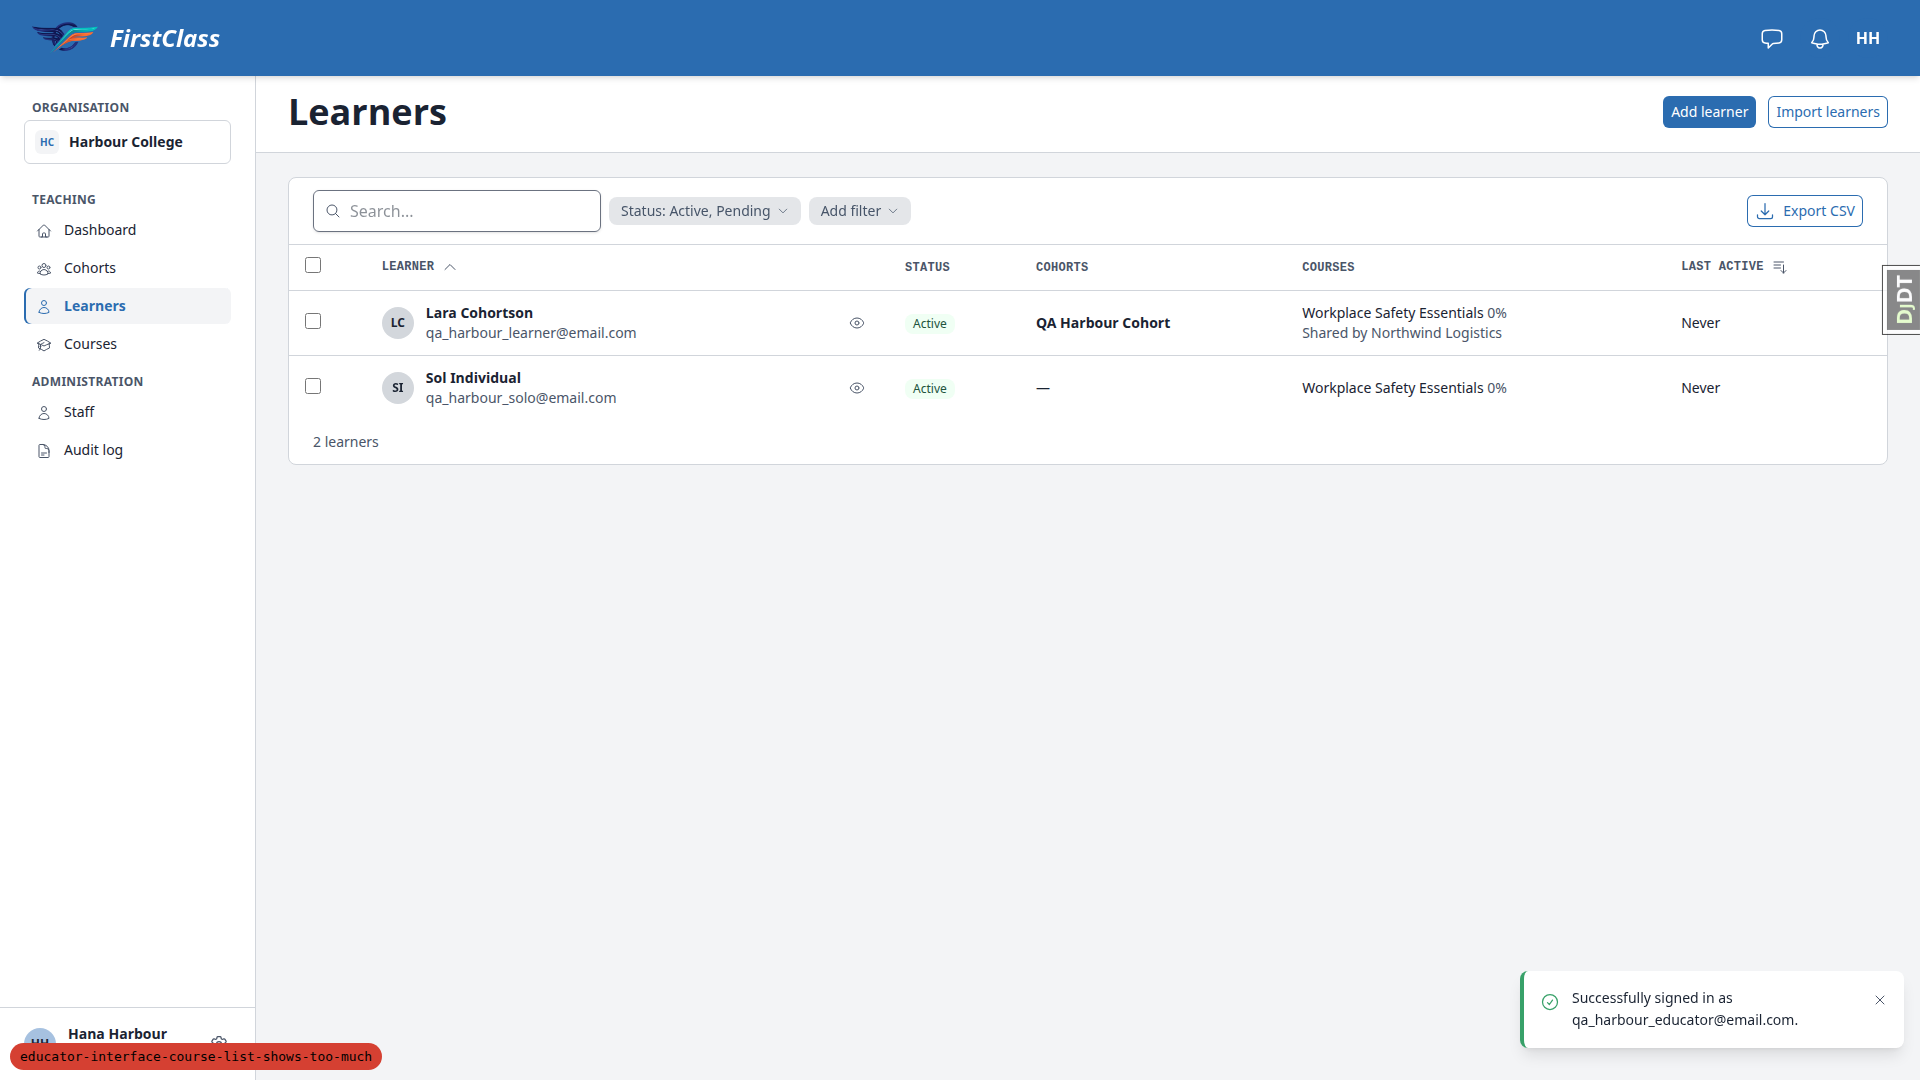 FirstClass
HH
ORGANISATION
HC Harbour College
TEACHING
Dashboard
Cohorts
Learners
Courses
ADMINISTRATION
Staff
Audit log
Hana Harbour
HH
educator-interface-course-list-shows-too-much
Learners
Add learner
Import learners
Search...
Status: Active, Pending
Add filter
Export CSV
LEARNER STATUS COHORTS COURSES LAST ACTIVE
LC Lara Cohortson
qa_harbour_learner@email.com
Active
QA Harbour Cohort
Workplace Safety Essentials 0%
Shared by Northwind Logistics
Never
SI Sol Individual
qa_harbour_solo@email.com
Active
—
Workplace Safety Essentials 0%
Never
2 learners
DjDT
Successfully signed in as
qa_harbour_educator@email.com.